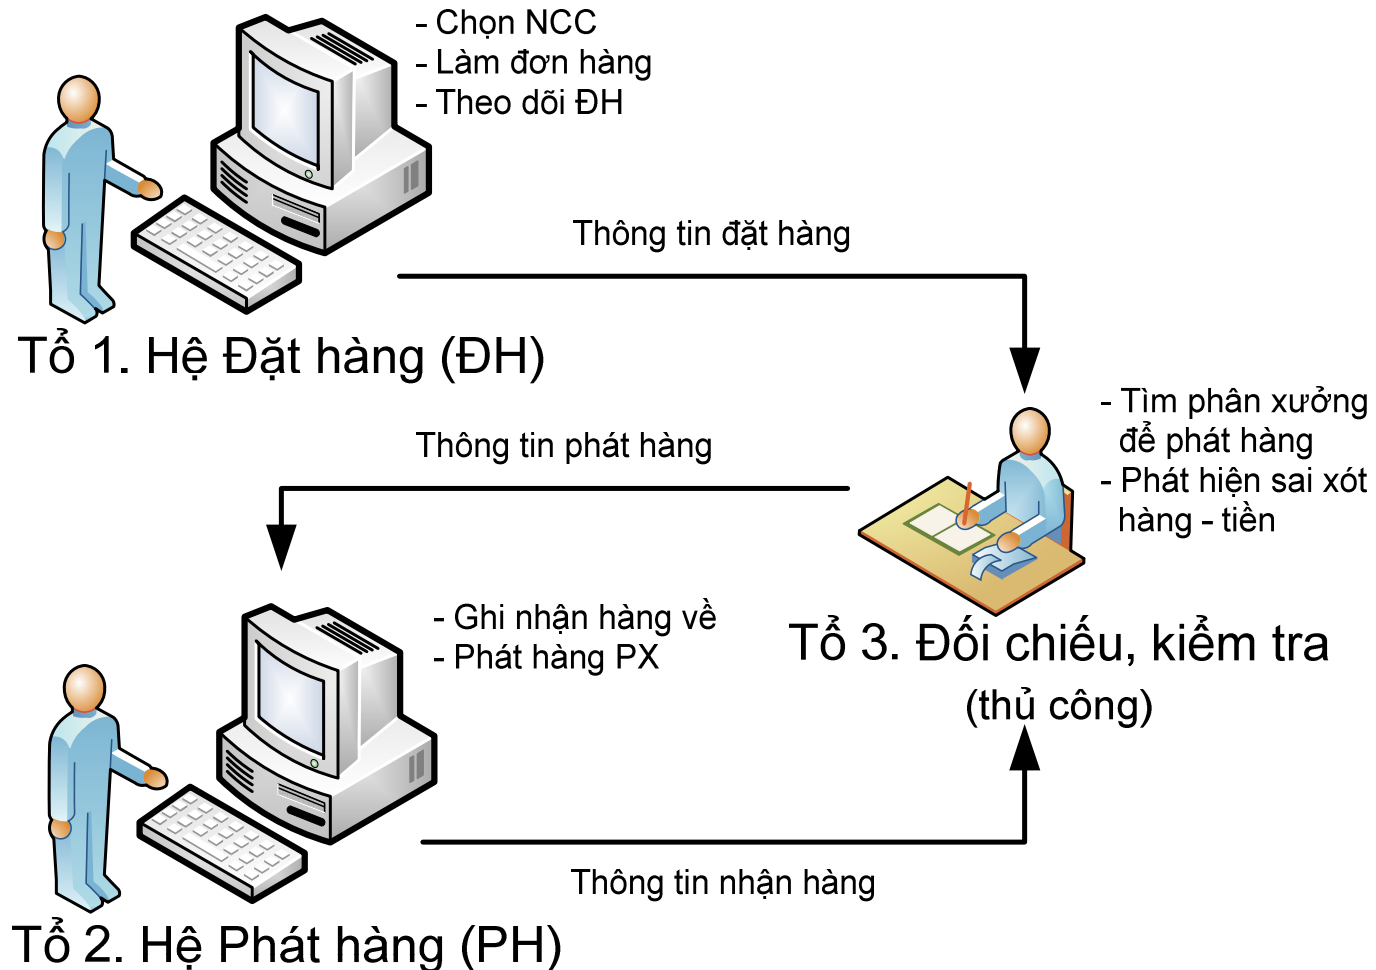 - Chọn NCC
- Làm đơn hàng
- Theo dõi ĐH
Thông tin đặt hàng
Tổ 1. Hệ Đặt hàng (ĐH)
- Tìm phân xưởng
để phát hàng
- Phát hiện sai xót
hàng - tiền
Thông tin phát hàng
- Ghi nhận hàng về
- Phát hàng PX
Tổ 3. Đối chiếu, kiểm tra
(thủ công)
Thông tin nhận hàng
Tổ 2. Hệ Phát hàng (PH)